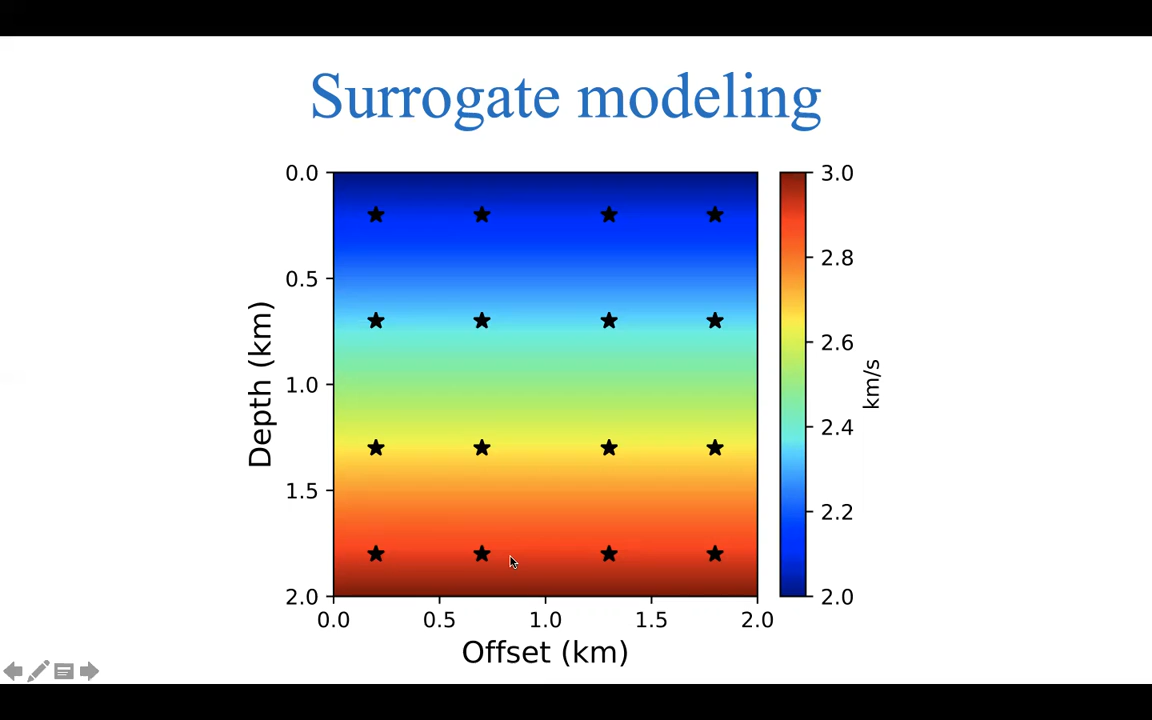 Surrogate modeling
0.0
0.5
1.0
1.5
2.0
Depth (km)
0.0 0.5 1.0 1.5 2.0
Offset (km)
3.0
2.8
2.6
2.4
2.2
2.0
km/s